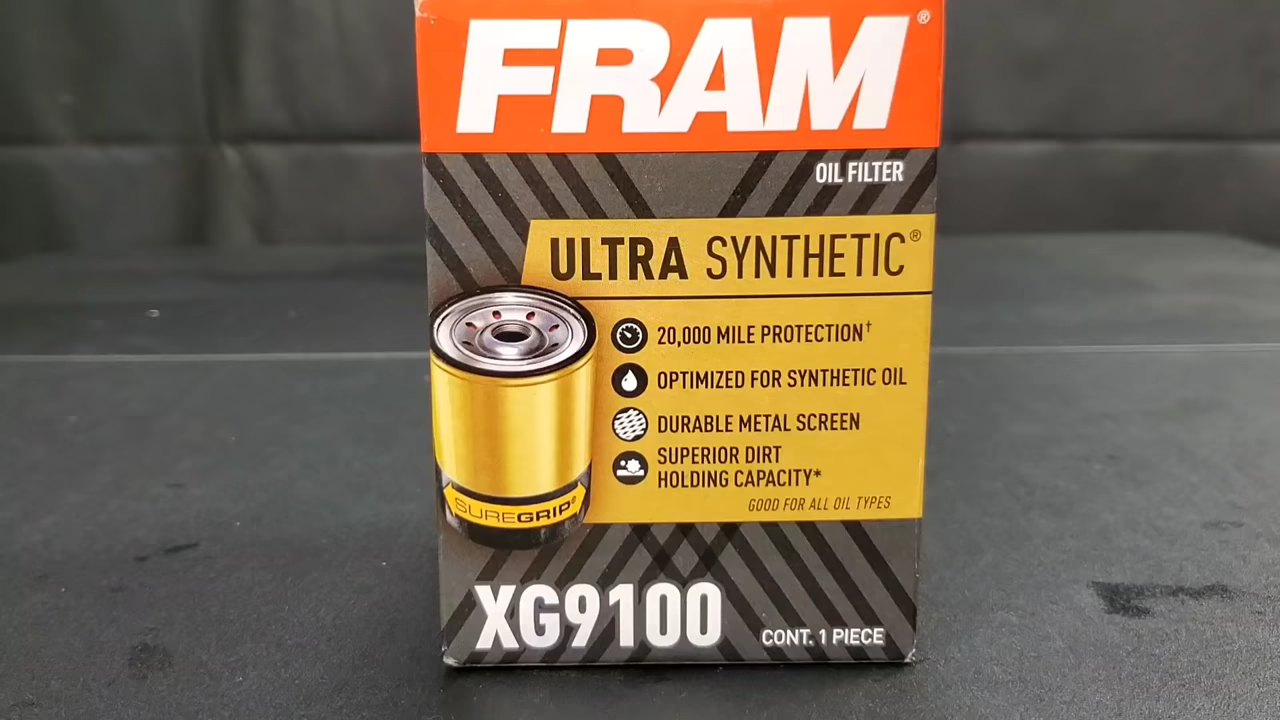 FRAM®
OIL FILTER
ULTRA SYNTHETIC®
20,000 MILE PROTECTION†
OPTIMIZED FOR SYNTHETIC OIL
DURABLE METAL SCREEN
SUPERIOR DIRT
HOLDING CAPACITY*
GOOD FOR ALL OIL TYPES
SUREGRIP®
XG9100
CONT. 1 PIECE